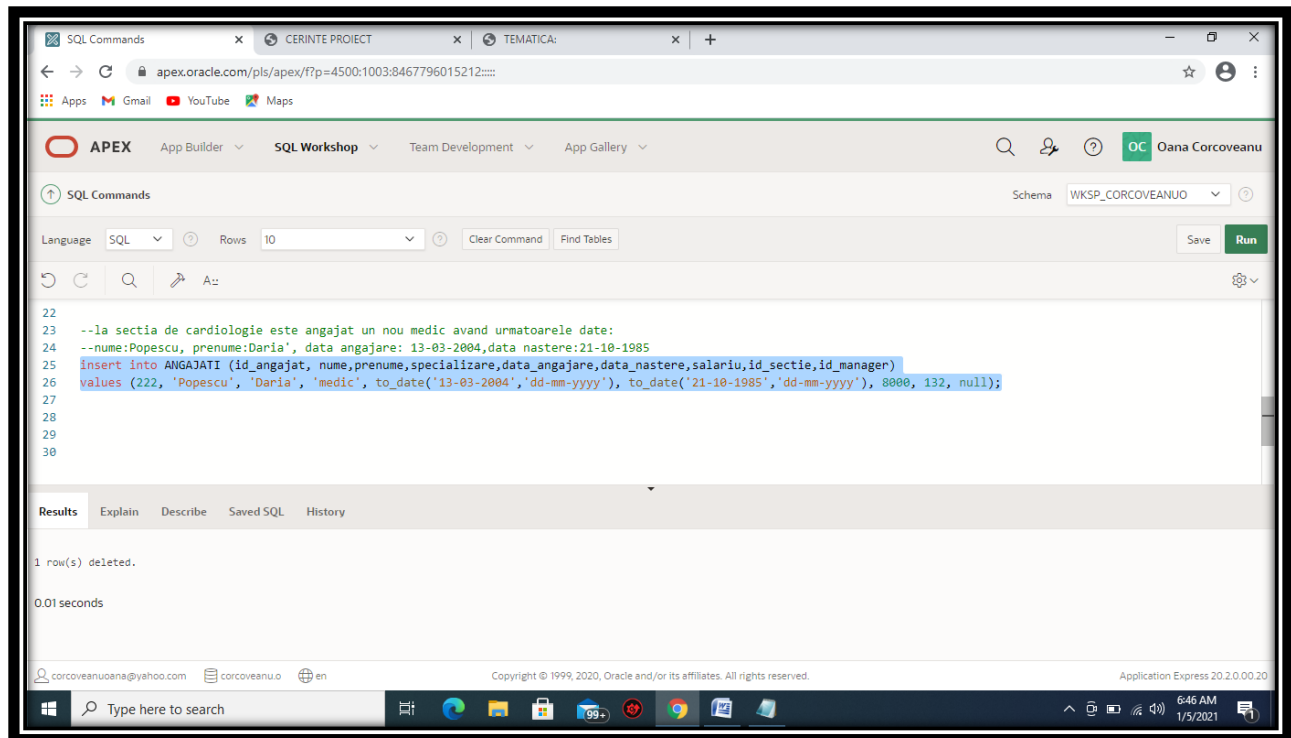 SQL Commands
CERINTE PROIECT
TEMATICA:
apex.oracle.com/pls/apex/f?p=4500:1003:8467796015212:::::
Apps Gmail YouTube Maps
APEX App Builder SQL Workshop Team Development App Gallery OC Oana Corcoveanu
SQL Commands Schema WKSP_CORCOVEANUO
Language SQL Rows 10 Clear Command Find Tables Save Run
22
23 --la sectia de cardiologie este angajat un nou medic avand urmatoarele date:
24 --nume:Popescu, prenume:Daria', data angajare: 13-03-2004,data nastere:21-10-1985
25 insert into ANGAJATI (id_angajat, nume,prenume,specializare,data_angajare,data_nastere,salariu,id_sectie,id_manager)
26 values (222, 'Popescu', 'Daria', 'medic', to_date('13-03-2004','dd-mm-yyyy'), to_date('21-10-1985','dd-mm-yyyy'), 8000, 132, null);
27
28
29
30
Results Explain Describe Saved SQL History
1 row(s) deleted.
0.01 seconds
corcoveanuoana@yahoo.com corcoveanu.o en Copyright © 1999, 2020, Oracle and/or its affiliates. All rights reserved. Application Express 20.2.0.00.20
Type here to search 99+ 6:46 AM
1/5/2021 1